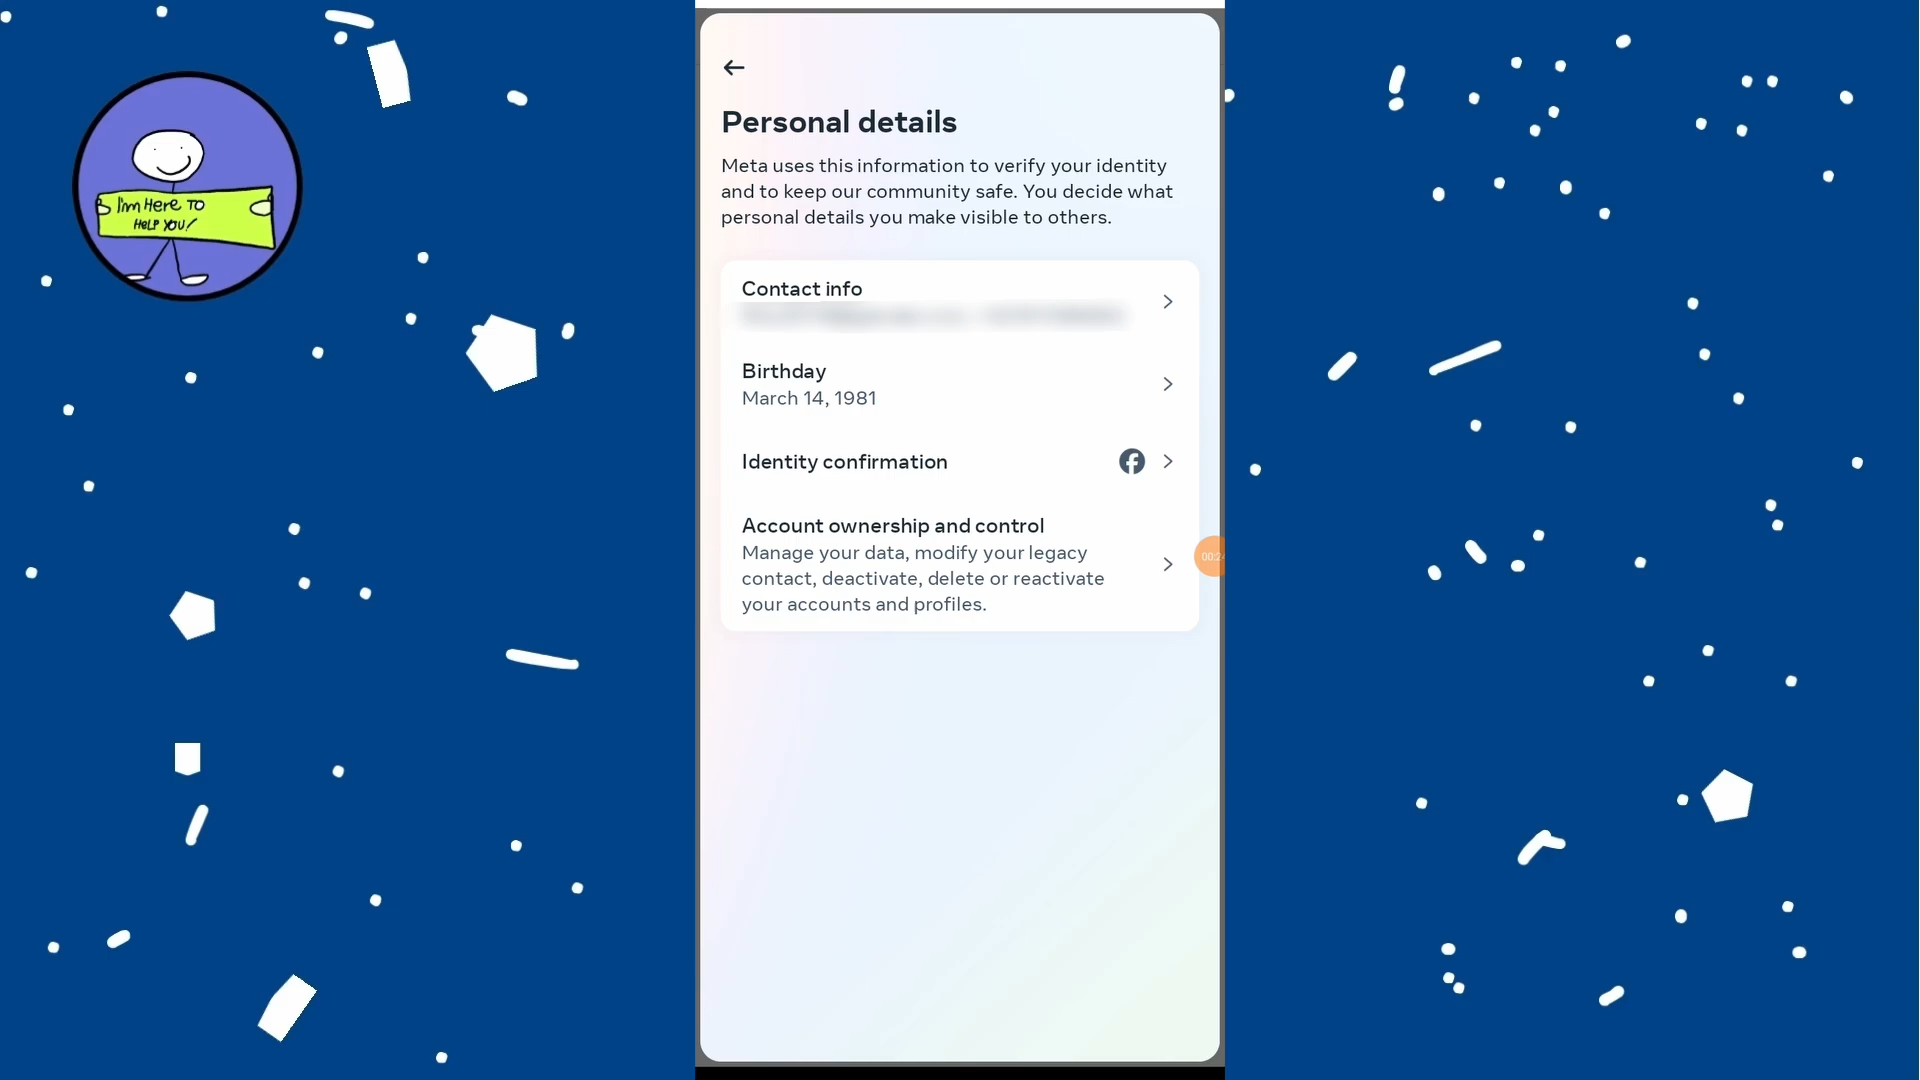 I'm HERE TO
HELP YOU!
Personal details
Meta uses this information to verify your identity
and to keep our community safe. You decide what
personal details you make visible to others.
Contact info
Birthday
March 14, 1981
Identity confirmation
Account ownership and control
Manage your data, modify your legacy
contact, deactivate, delete or reactivate
your accounts and profiles.